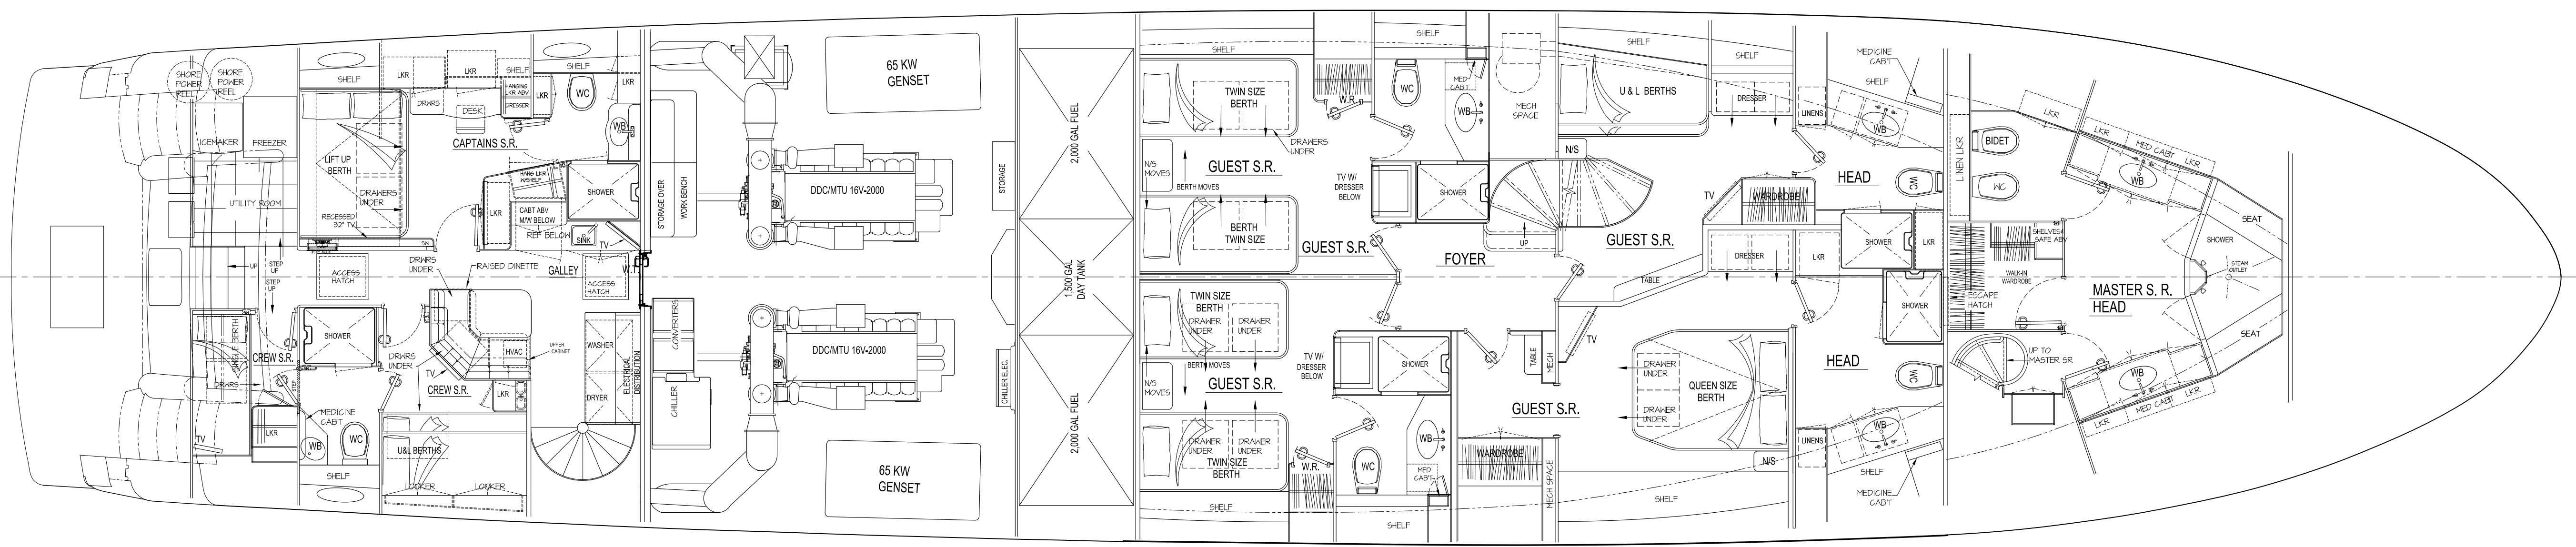 SHORE
POWER
REEL
SHORE
POWER
REEL
ICEMAKER
FREEZER
UTILITY ROOM
UP
STEP
UP
STEP
UP
SHELF
LIFT UP
BERTH
DRAWERS
UNDER
RECESSED
32" TV
LKR
DRWRS
LKR
DESK
SHELF
HANGING
LKR ABV
DRESSER
LKR
CAPTAINS S.R.
SHELF
LKR
WC
WB
HANG LKR
W/SHELF
LKR
CABT ABV
M/W BELOW
REF BELOW
SHOWER
SINK
TV
W.T.
ACCESS
HATCH
DRWRS
UNDER
RAISED DINETTE
GALLEY
ACCESS
HATCH
SINGLE BERTH
CREW S.R.
DRWRS
STEP
TV
LKR
SHOWER
MEDICINE
CAB'T
WB
WC
SHELF
DRWRS
UNDER
TV
CREW S.R.
HVAC
UPPER
CABINET
LKR
U&L BERTHS
LOCKER
LOCKER
WASHER
DRYER
ELECTRICAL
DISTRIBUTION
STORAGE OVER
WORK BENCH
CONVERTERS
CHILLER
65 KW
GENSET
DDC/MTU 16V-2000
DDC/MTU 16V-2000
65 KW
GENSET
STORAGE
CHILLER ELEC.
2,000 GAL FUEL
1,500 GAL
DAY TANK
2,000 GAL FUEL
SHELF
TWIN SIZE
BERTH
DRAWERS
UNDER
N/S
MOVES
BERTH MOVES
GUEST S.R.
BERTH
TWIN SIZE
W.R.
SHELF
WC
MED
CAB'T
WB
TV W/
DRESSER
BELOW
SHOWER
GUEST S.R.
TWIN SIZE
BERTH
DRAWER
UNDER
DRAWER
UNDER
N/S
MOVES
BERTH MOVES
GUEST S.R.
DRAWER
UNDER
DRAWER
UNDER
TWIN SIZE
BERTH
SHELF
W.R.
TV W/
DRESSER
BELOW
SHOWER
WC
WB
MED
CAB'T
SHELF
MECH
SPACE
UP
FOYER
SHELF
U & L BERTHS
N/S
GUEST S.R.
TABLE
SHELF
DRESSER
TV
WARDROBE
DRESSER
LKR
TV
TABLE
MECH
GUEST S.R.
WARDROBE
MECH SPACE
DRAWER
UNDER
DRAWER
UNDER
QUEEN SIZE
BERTH
N/S
SHELF
MEDICINE
CAB'T
SHELF
LINENS
WB
HEAD
WC
SHOWER
LKR
SHOWER
HEAD
WC
LINENS
WB
SHELF
MEDICINE
CAB'T
LINEN LKR
BIDET
WC
SHELVES
SAFE ABV
WALK-IN
WARDROBE
ESCAPE
HATCH
UP TO
MASTER SR
LKR
LKR
MED CABT
LKR
WB
MASTER S. R.
HEAD
SEAT
SHOWER
STEAM
OUTLET
SEAT
WB
LKR
MED CABT
LKR